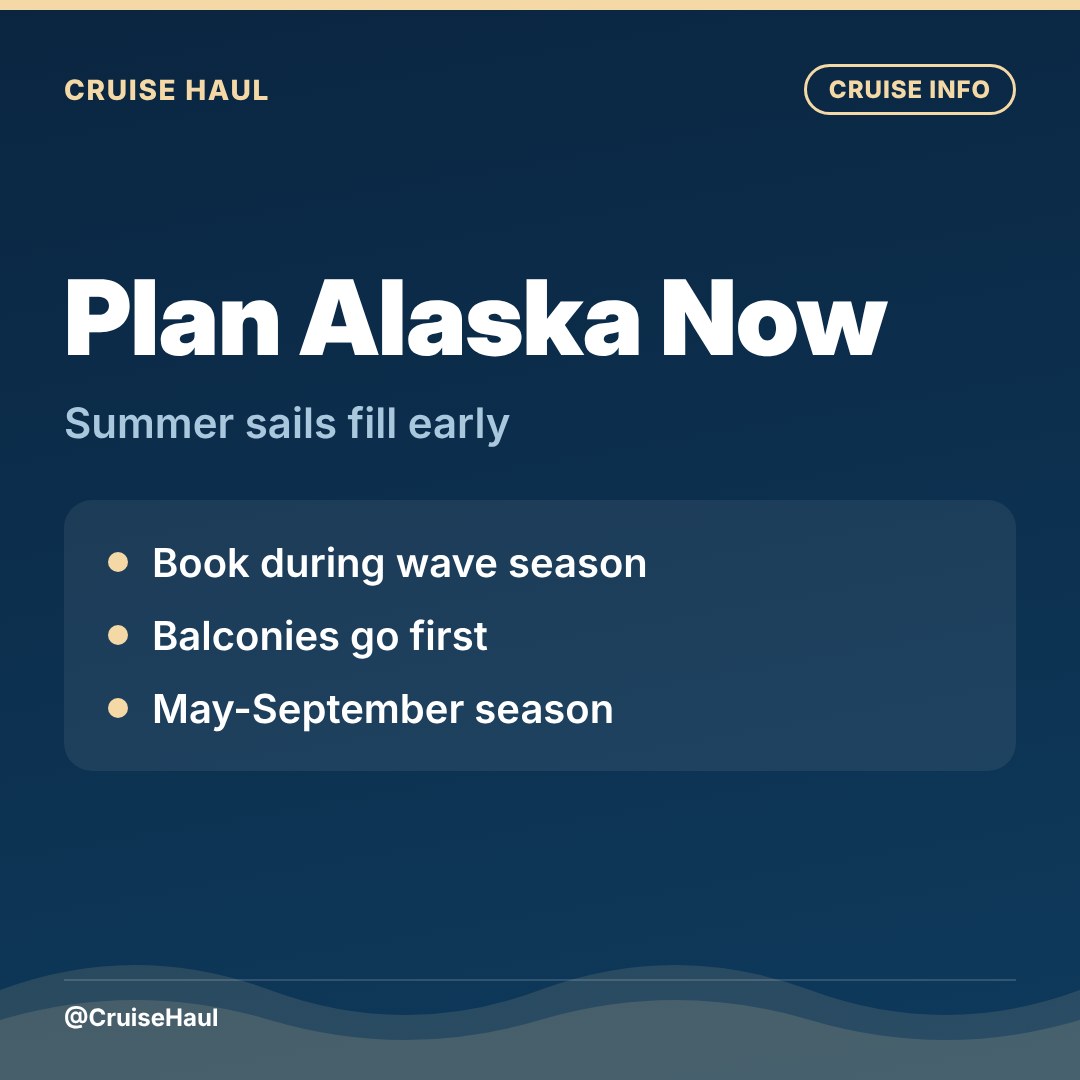 CRUISE HAUL
CRUISE INFO
Plan Alaska Now
Summer sails fill early
Book during wave season
Balconies go first
May-September season
@CruiseHaul